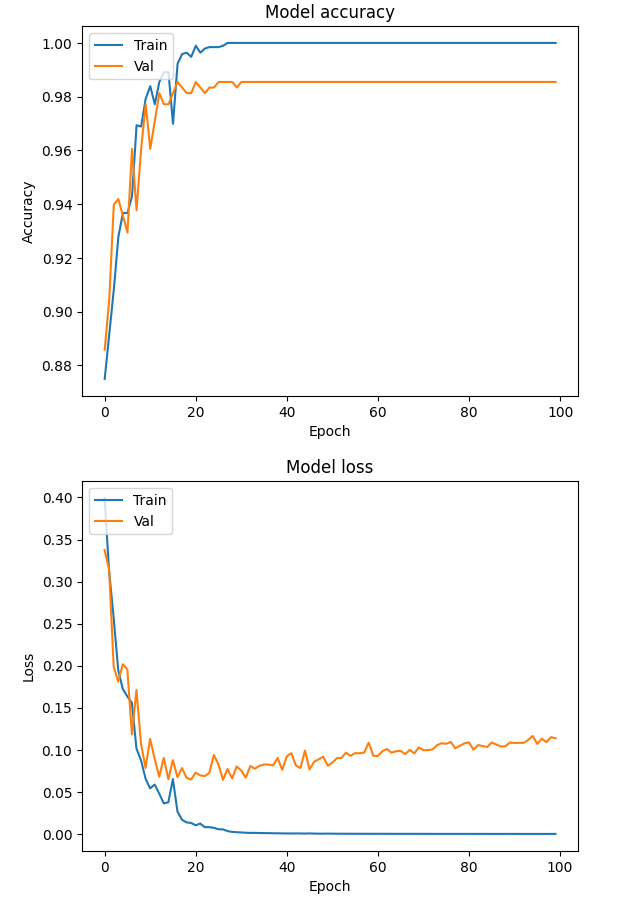 Model accuracy
1.00
0.98
0.96
0.94
0.92
0.90
0.88
Accuracy
Train
Val
0 20 40 60 80 100
Epoch
Model loss
0.40
0.35
0.30
0.25
0.20
0.15
0.10
0.05
0.00
Loss
Train
Val
0 20 40 60 80 100
Epoch